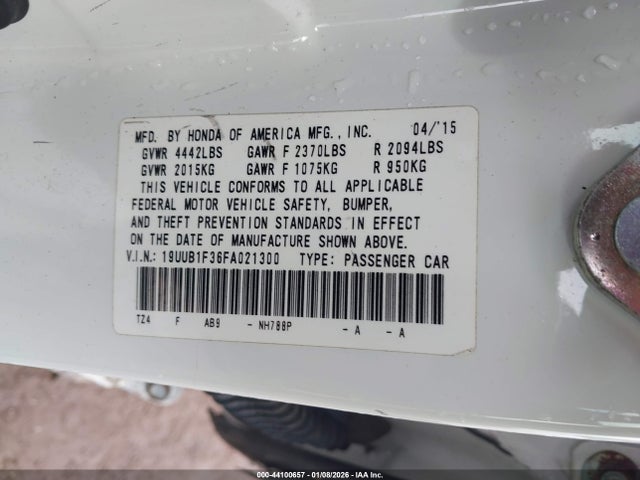 MFD. BY HONDA OF AMERICA MFG., INC. 04/'15
GVWR 4442LBS GAWR F 2370LBS R 2094LBS
GVWR 2015KG GAWR F 1075KG R 950KG
THIS VEHICLE CONFORMS TO ALL APPLICABLE
FEDERAL MOTOR VEHICLE SAFETY, BUMPER,
AND THEFT PREVENTION STANDARDS IN EFFECT
ON THE DATE OF MANUFACTURE SHOWN ABOVE.
V.I.N.: 19UUB1F36FA021300 TYPE: PASSENGER CAR
TZ4 F AB9 - NH788P - A - A
000-44100657 - 01/08/2026 - IAA Inc.